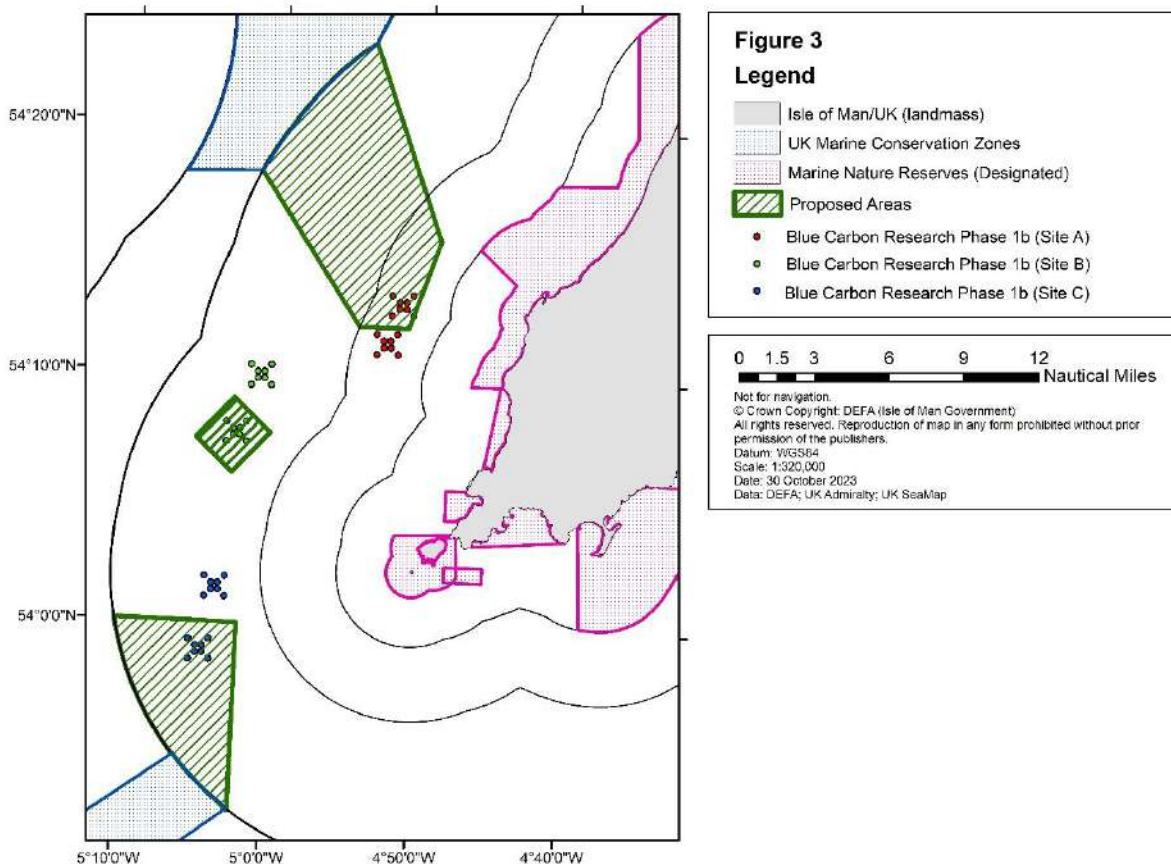 54°20'0"N
54°10'0"N
54°0'0"N
5°10'0"W
5°0'0"W
4°50'0"W
4°40'0"W
Figure 3
Legend
Isle of Man/UK (landmass)
UK Marine Conservation Zones
Marine Nature Reserves (Designated)
Proposed Areas
Blue Carbon Research Phase 1b (Site A)
Blue Carbon Research Phase 1b (Site B)
Blue Carbon Research Phase 1b (Site C)
0 1.5 3 6 9 12
Nautical Miles
Not for navigation.
© Crown Copyright: DEFA (Isle of Man Government)
All rights reserved. Reproduction of map in any form prohibited without prior
permission of the publishers.
Datum: WGS84
Scale: 1:320,000
Date: 30 October 2023
Data: DEFA; UK Admiralty; UK SeaMap